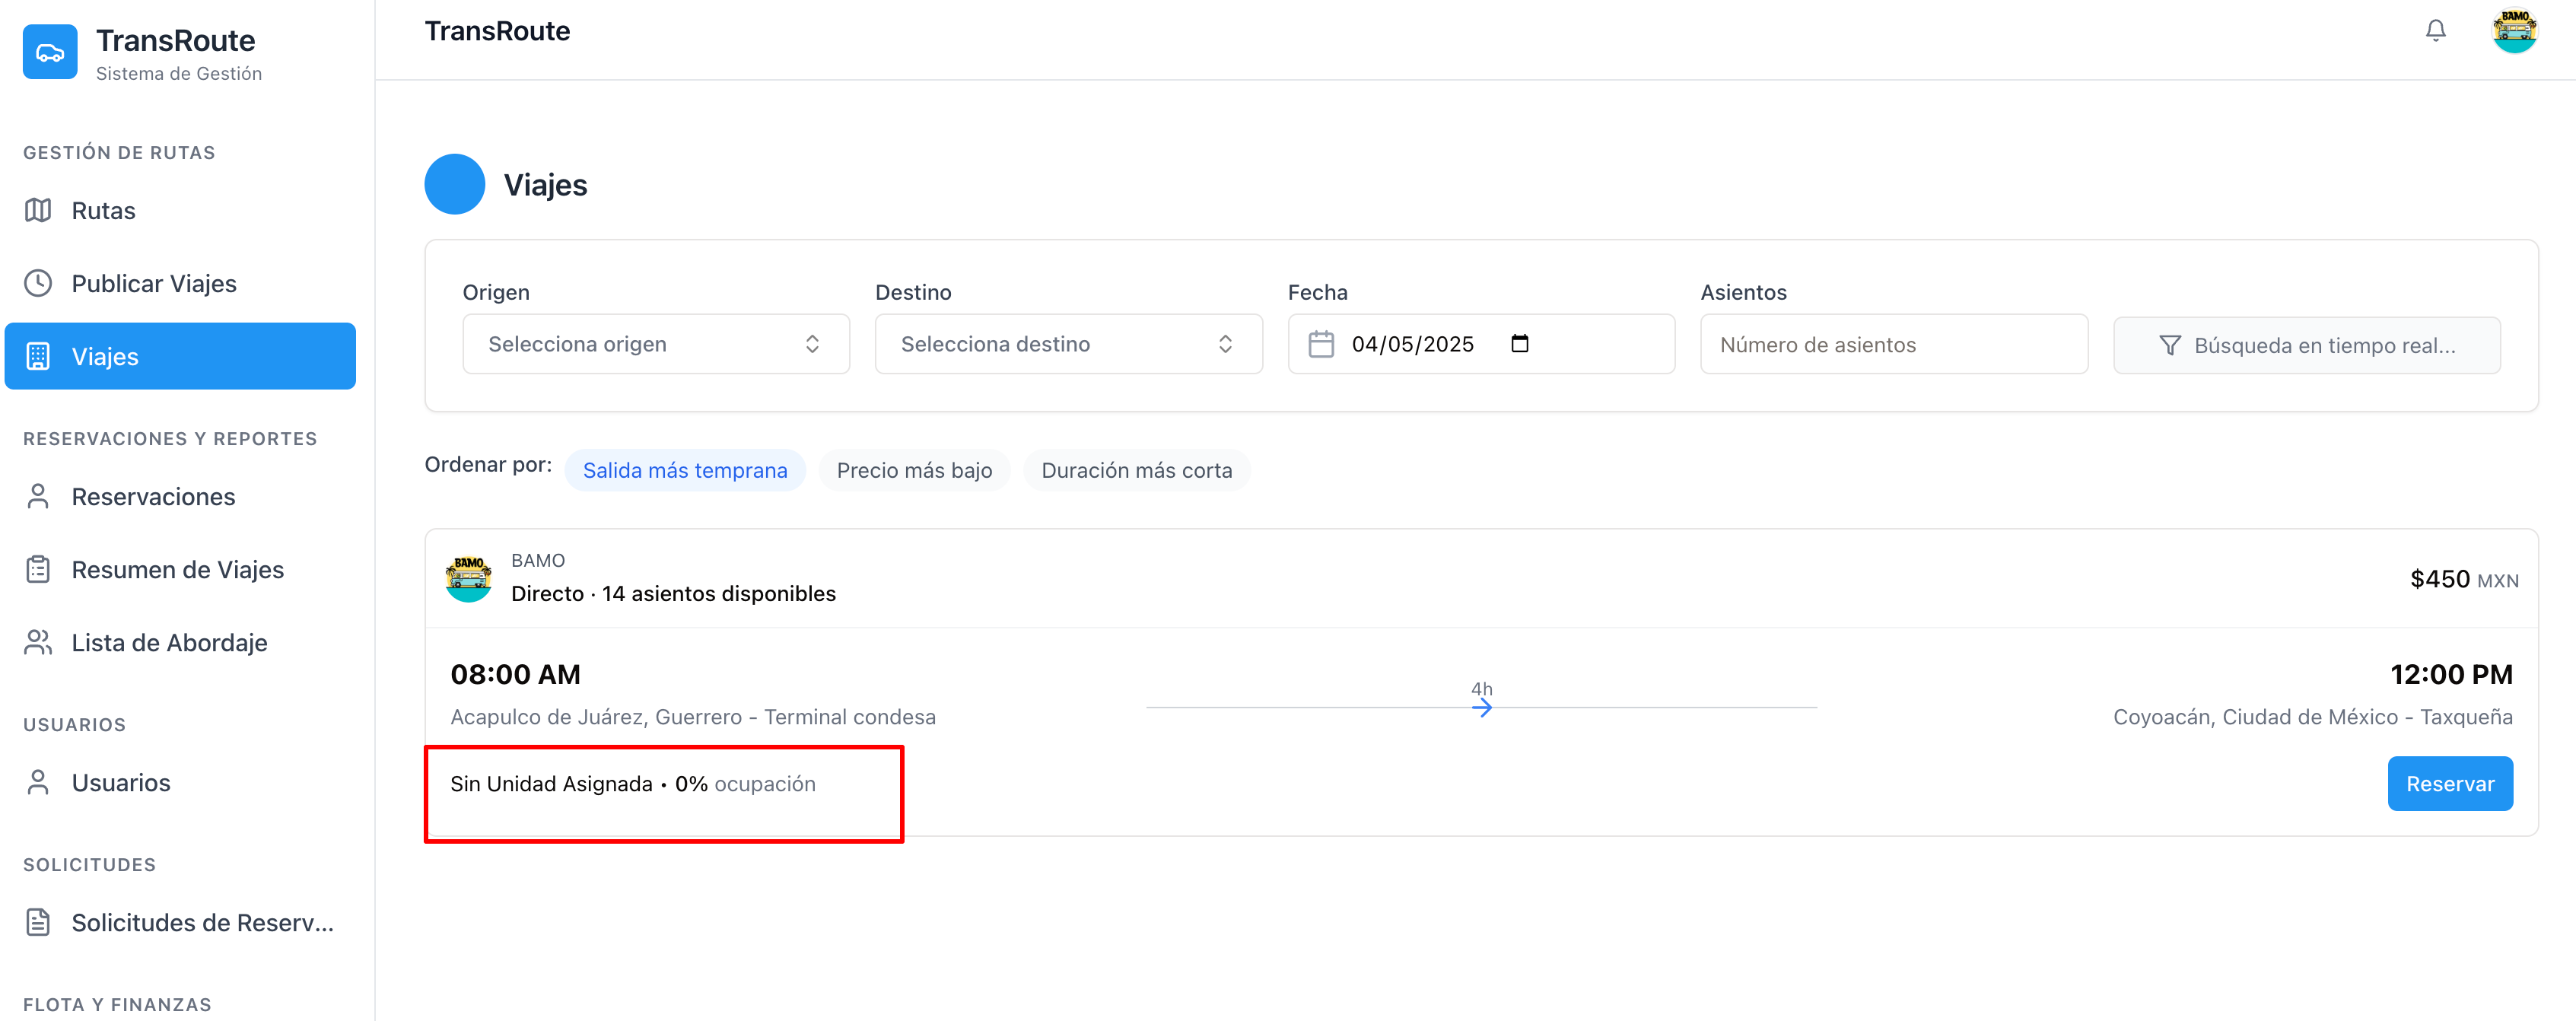 TransRoute
Sistema de Gestión
GESTIÓN DE RUTAS
Rutas
Publicar Viajes
Viajes
RESERVACIONES Y REPORTES
Reservaciones
Resumen de Viajes
Lista de Abordaje
USUARIOS
Usuarios
SOLICITUDES
Solicitudes de Reserv...
FLOTA Y FINANZAS
TransRoute
BAMO
Viajes
Origen
Selecciona origen
Destino
Selecciona destino
Fecha
04/05/2025
Asientos
Número de asientos
Búsqueda en tiempo real...
Ordenar por:
Salida más temprana
Precio más bajo
Duración más corta
BAMO
BAMO
Directo · 14 asientos disponibles
$450 MXN
08:00 AM
Acapulco de Juárez, Guerrero - Terminal condesa
4h
12:00 PM
Coyoacán, Ciudad de México - Taxqueña
Sin Unidad Asignada • 0% ocupación
Reservar